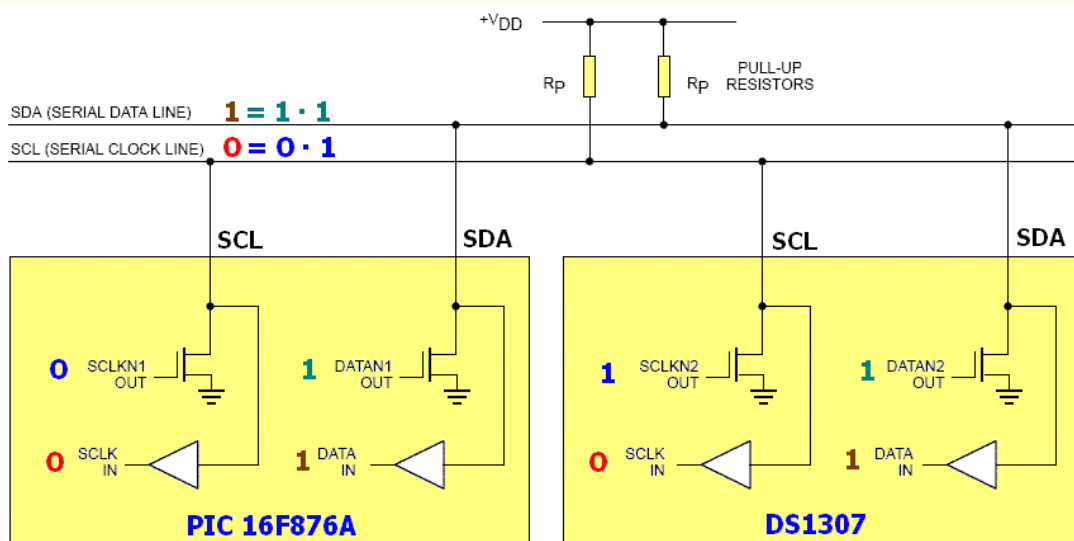 +VDD
RP
RP
PULL-UP
RESISTORS
SDA (SERIAL DATA LINE) 1 = 1 · 1
SCL (SERIAL CLOCK LINE) 0 = 0 · 1
SCL
SDA
SCL
SDA
0 SCLKN1
OUT
1 DATAN1
OUT
0 SCLK
IN
1 DATA
IN
PIC 16F876A
1 SCLKN2
OUT
1 DATAN2
OUT
0 SCLK
IN
1 DATA
IN
DS1307